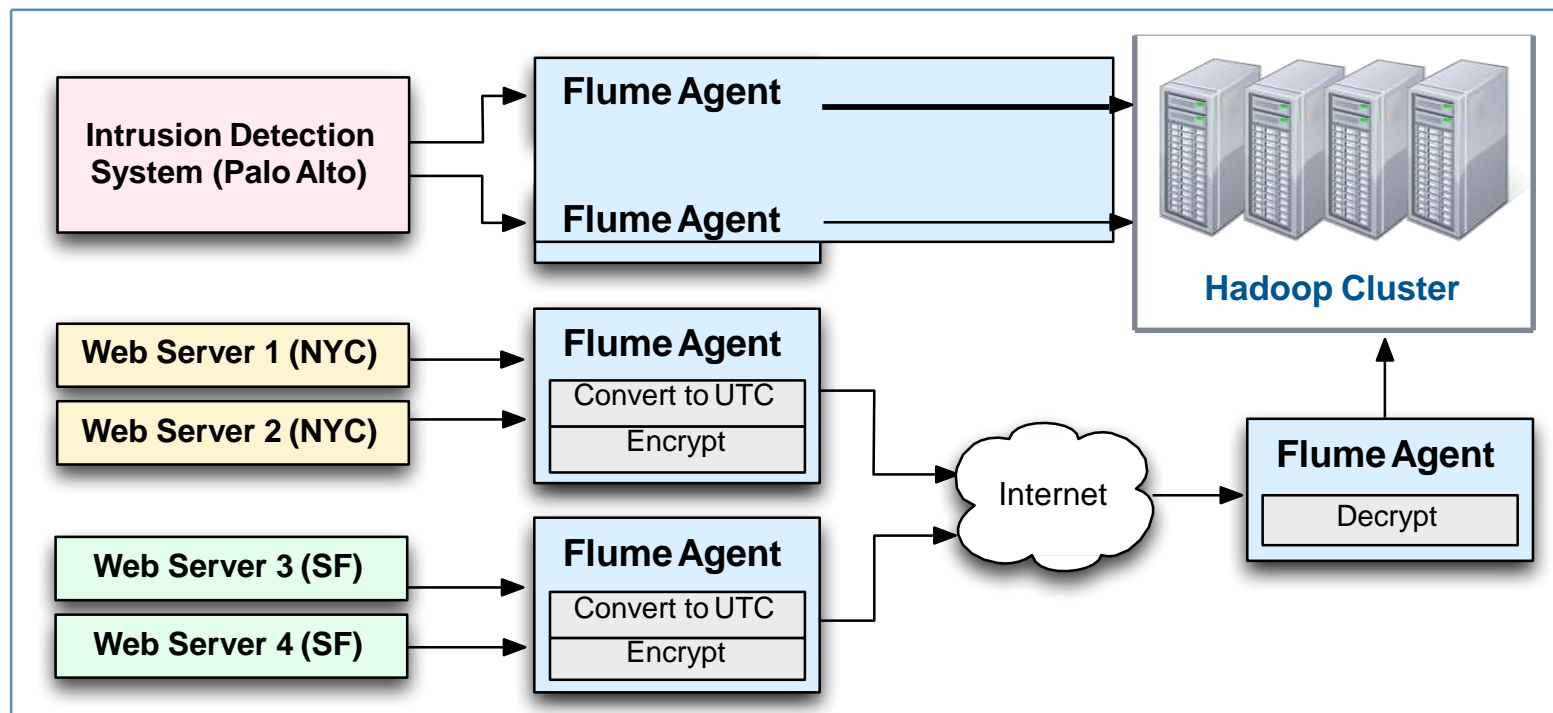 Intrusion Detection
System (Palo Alto)
Flume Agent
Flume Agent
Hadoop Cluster
Web Server 1 (NYC)
Web Server 2 (NYC)
Flume Agent
Convert to UTC
Encrypt
Web Server 3 (SF)
Web Server 4 (SF)
Flume Agent
Convert to UTC
Encrypt
Internet
Flume Agent
Decrypt